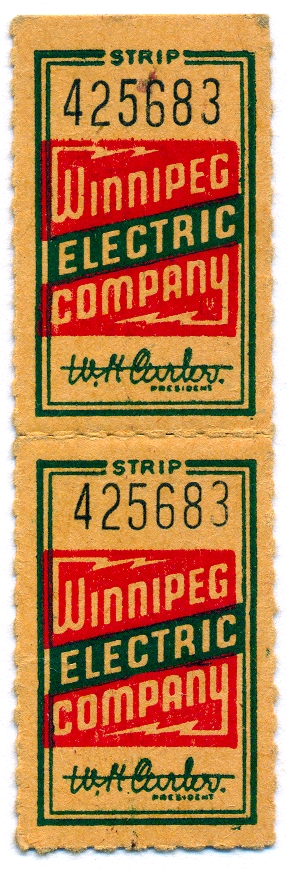 STRIP
425683
WINNIPEG
ELECTRIC
COMPANY
W.H. Carter.
PRESIDENT
STRIP
425683
WINNIPEG
ELECTRIC
COMPANY
W.H. Carter.
PRESIDENT